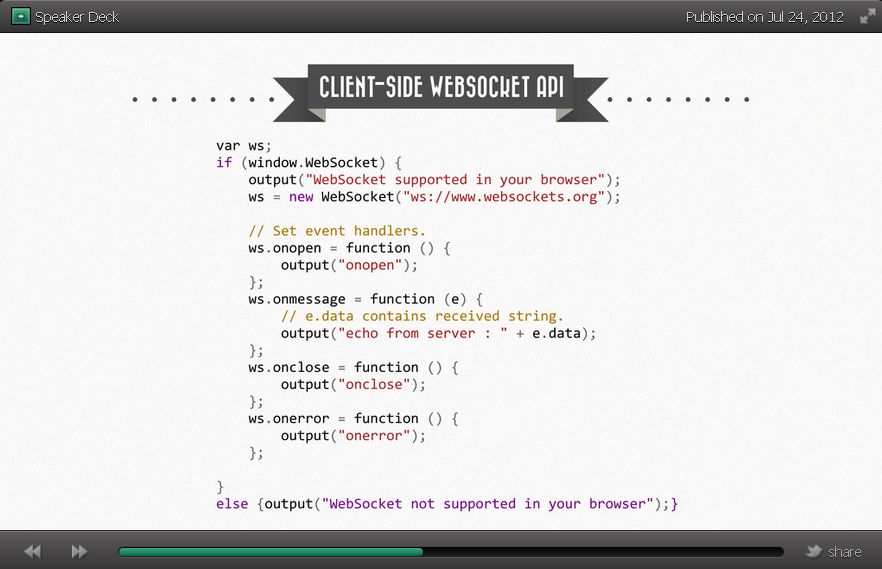 Speaker Deck
Published on Jul 24, 2012
CLIENT-SIDE WEBSOCKET API
var ws;
if (window.WebSocket) {
    output("WebSocket supported in your browser");
    ws = new WebSocket("ws://www.websockets.org");
    // Set event handlers.
    ws.onopen = function () {
        output("onopen");
    };
    ws.onmessage = function (e) {
        // e.data contains received string.
        output("echo from server : " + e.data);
    };
    ws.onclose = function () {
        output("onclose");
    };
    ws.onerror = function () {
        output("onerror");
    };
}
else {output("WebSocket not supported in your browser");}
share